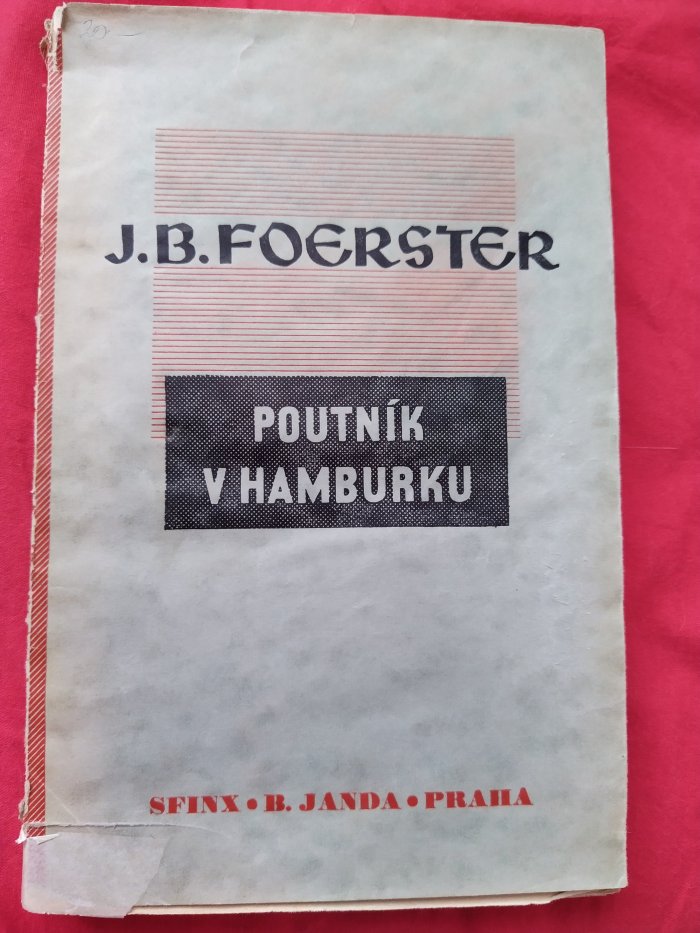 J.B.FOERSTER
POUTNÍK
V HAMBURKU
SFINX • B. JANDA • PRAHA